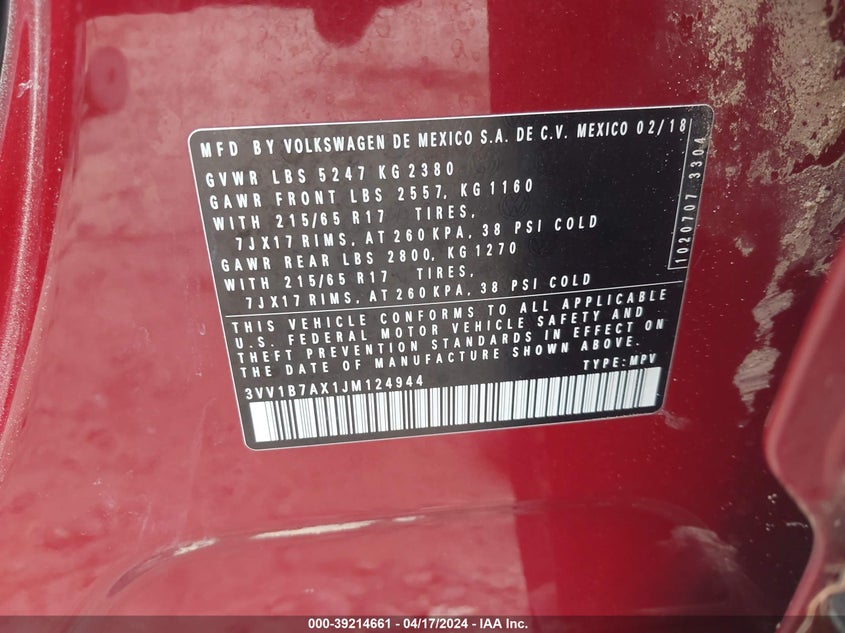 MFD BY VOLKSWAGEN DE MEXICO S.A. DE C.V. MEXICO 02/18
GVWR LBS 5247 KG 2380
GAWR FRONT LBS 2557, KG 1160
WITH 215/65 R17 TIRES,
7JX17 RIMS, AT 260 KPA, 38 PSI COLD
GAWR REAR LBS 2800, KG 1270
WITH 215/65 R17 TIRES,
7JX17 RIMS, AT 260 KPA, 38 PSI COLD
THIS VEHICLE CONFORMS TO ALL APPLICABLE
U.S. FEDERAL MOTOR VEHICLE SAFETY AND
THEFT PREVENTION STANDARDS IN EFFECT ON
THE DATE OF MANUFACTURE SHOWN ABOVE.
TYPE:MPV
3VV1B7AX1JM124944
1020707 3304
000-39214661 - 04/17/2024 - IAA Inc.